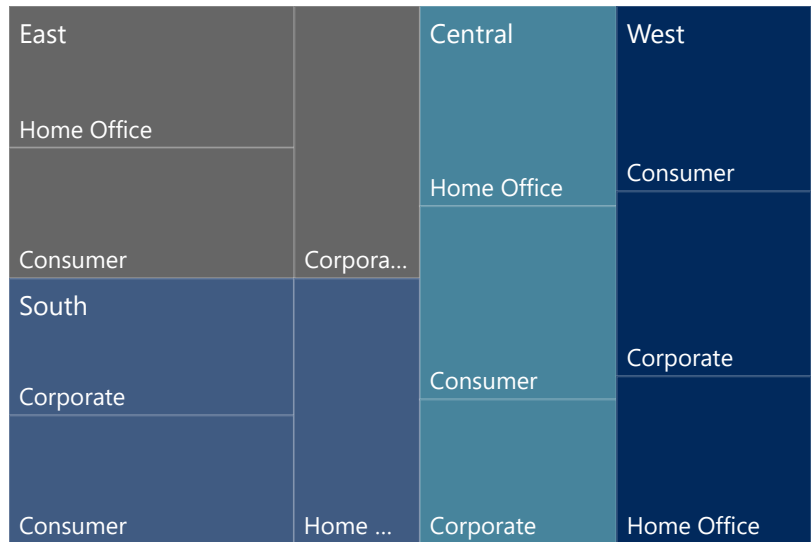 East
Home Office
Consumer
Corpora...
South
Corporate
Consumer
Home ...
Central
Home Office
Consumer
Corporate
West
Consumer
Corporate
Home Office